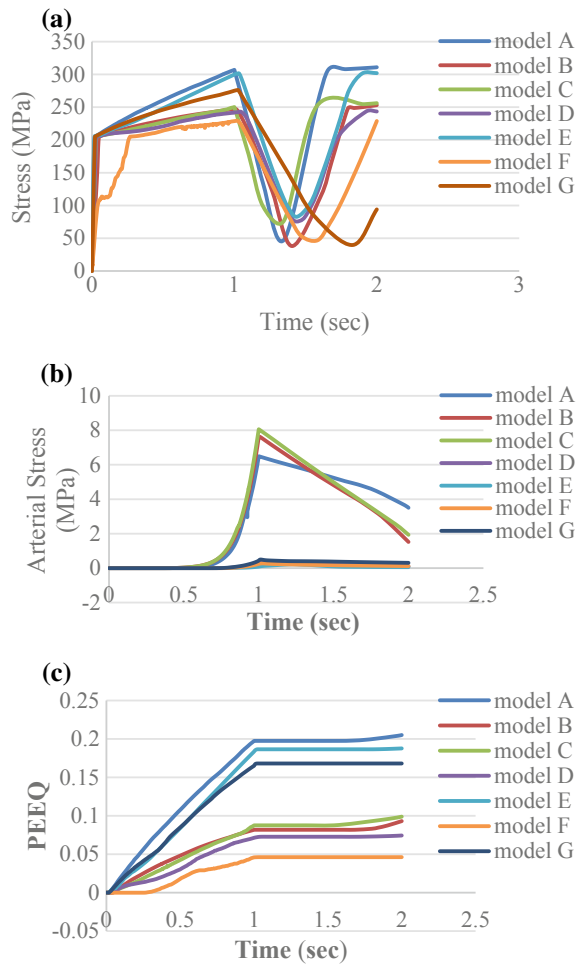 (a)
350
300
250
200
150
100
50
0
Stress (MPa)
0
1
2
3
Time (sec)
model A
model B
model C
model D
model E
model F
model G
(b)
10
8
6
4
2
0
-2
Arterial Stress
(MPa)
0
0.5
1
1.5
2
2.5
Time (sec)
model A
model B
model C
model D
model E
model F
model G
(c)
0.25
0.2
0.15
0.1
0.05
0
-0.05
PEEQ
0
0.5
1
1.5
2
2.5
Time (sec)
model A
model B
model C
model D
model E
model F
model G